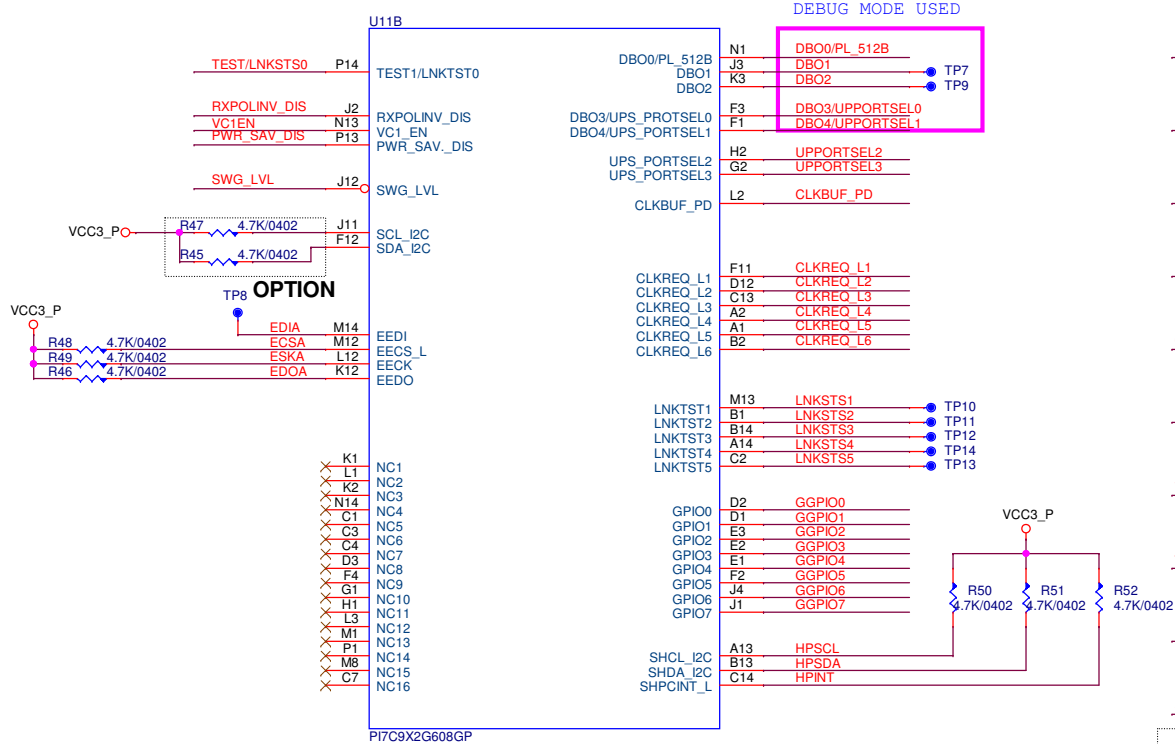 DEBUG MODE USED
U11B
TEST/LNKSTS0 P14 TEST1/LNKTST0
RXPOLINV_DIS J2 RXPOLINV_DIS
VC1EN N13 VC1_EN
PWR_SAV_DIS P13 PWR_SAV._DIS
SWG_LVL J12 SWG_LVL
VCC3_P R47 4.7K/0402 J11 SCL_I2C
R45 4.7K/0402 F12 SDA_I2C
OPTION
TP8
VCC3_P
EDIA M14 EEDI
R48 4.7K/0402 ECSA M12 EECS_L
R49 4.7K/0402 ESKA L12 EECK
R46 4.7K/0402 EDOA K12 EEDO
K1 NC1
L1 NC2
K2 NC3
N14 NC4
C1 NC5
C3 NC6
C4 NC7
D3 NC8
F4 NC9
G1 NC10
H1 NC11
L3 NC12
M1 NC13
P1 NC14
M8 NC15
C7 NC16
DBO0/PL_512B N1 DBO0/PL_512B
DBO1 J3 DBO1 TP7
DBO2 K3 DBO2 TP9
DBO3/UPS_PROTSEL0 F3 DBO3/UPPORTSEL0
DBO4/UPS_PORTSEL1 F1 DBO4/UPPORTSEL1
UPS_PORTSEL2 H2 UPPORTSEL2
UPS_PORTSEL3 G2 UPPORTSEL3
CLKBUF_PD L2 CLKBUF_PD
CLKREQ_L1 F11 CLKREQ_L1
CLKREQ_L2 D12 CLKREQ_L2
CLKREQ_L3 C13 CLKREQ_L3
CLKREQ_L4 A2 CLKREQ_L4
CLKREQ_L5 A1 CLKREQ_L5
CLKREQ_L6 B2 CLKREQ_L6
LNKTST1 M13 LNKSTS1 TP10
LNKTST2 B1 LNKSTS2 TP11
LNKTST3 B14 LNKSTS3 TP12
LNKTST4 A14 LNKSTS4 TP14
LNKTST5 C2 LNKSTS5 TP13
GPIO0 D2 GGPIO0
GPIO1 D1 GGPIO1
GPIO2 E3 GGPIO2
GPIO3 E2 GGPIO3
GPIO4 E1 GGPIO4
GPIO5 F2 GGPIO5
GPIO6 J4 GGPIO6
GPIO7 J1 GGPIO7
VCC3_P
R50 R51 R52
4.7K/0402 4.7K/0402 4.7K/0402
SHCL_I2C A13 HPSCL
SHDA_I2C B13 HPSDA
SHPCINT_L C14 HPINT
PI7C9X2G608GP